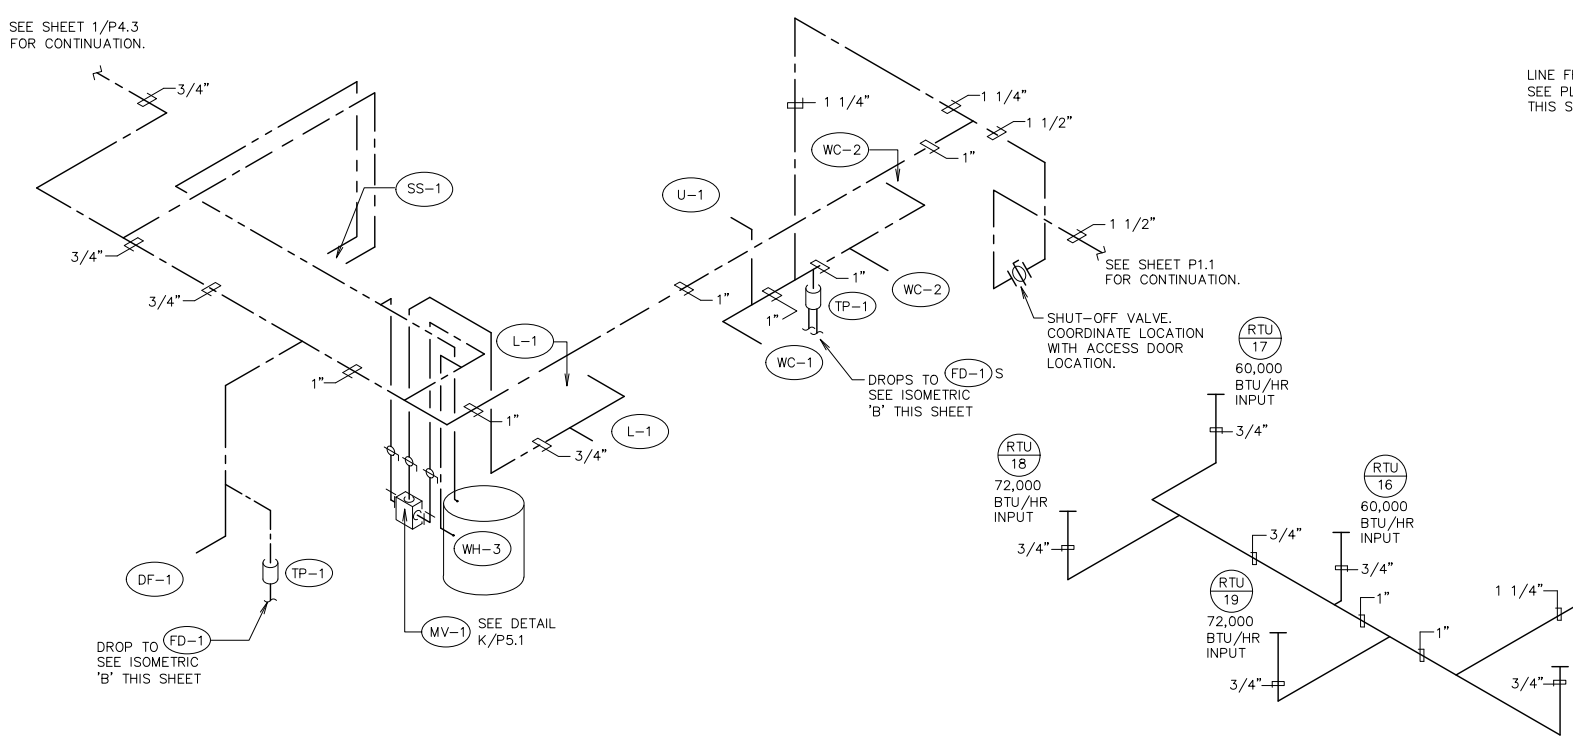 SEE SHEET 1/P4.3
FOR CONTINUATION.
3/4"
SS-1
3/4"
3/4"
1"
DF-1
TP-1
DROP TO FD-1
SEE ISOMETRIC
'B' THIS SHEET
MV-1
SEE DETAIL
K/P5.1
WH-3
1"
L-1
L-1
3/4"
1"
U-1
1 1/4"
WC-2
1 1/4"
1 1/2"
1"
WC-2
1"
TP-1
1"
WC-1
DROPS TO FD-1 S
SEE ISOMETRIC
'B' THIS SHEET
1 1/2"
SEE SHEET P1.1
FOR CONTINUATION.
SHUT-OFF VALVE.
COORDINATE LOCATION
WITH ACCESS DOOR
LOCATION.
LINE F
SEE PL
THIS S
RTU
17
60,000
BTU/HR
INPUT
3/4"
RTU
18
72,000
BTU/HR
INPUT
3/4"
RTU
16
60,000
BTU/HR
INPUT
3/4"
3/4"
RTU
19
72,000
BTU/HR
INPUT
3/4"
1"
1"
1 1/4"
3/4"